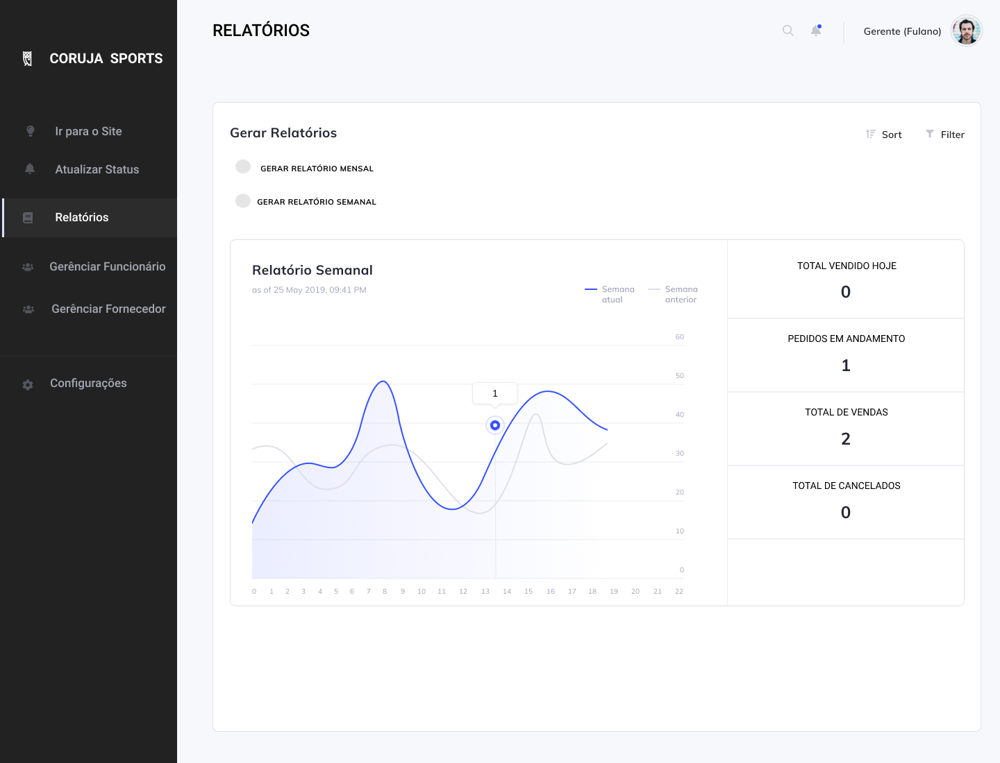 CORUJA SPORTS
Ir para o Site
Atualizar Status
Relatórios
Gerênciar Funcionário
Gerênciar Fornecedor
Configurações
RELATÓRIOS
Gerente (Fulano)
Gerar Relatórios
Sort
Filter
GERAR RELATÓRIO MENSAL
GERAR RELATÓRIO SEMANAL
Relatório Semanal
as of 25 May 2019, 09:41 PM
Semana
atual
Semana
anterior
60
50
40
30
20
10
0
1
0 1 2 3 4 5 6 7 8 9 10 11 12 13 14 15 16 17 18 19 20 21 22
TOTAL VENDIDO HOJE
0
PEDIDOS EM ANDAMENTO
1
TOTAL DE VENDAS
2
TOTAL DE CANCELADOS
0